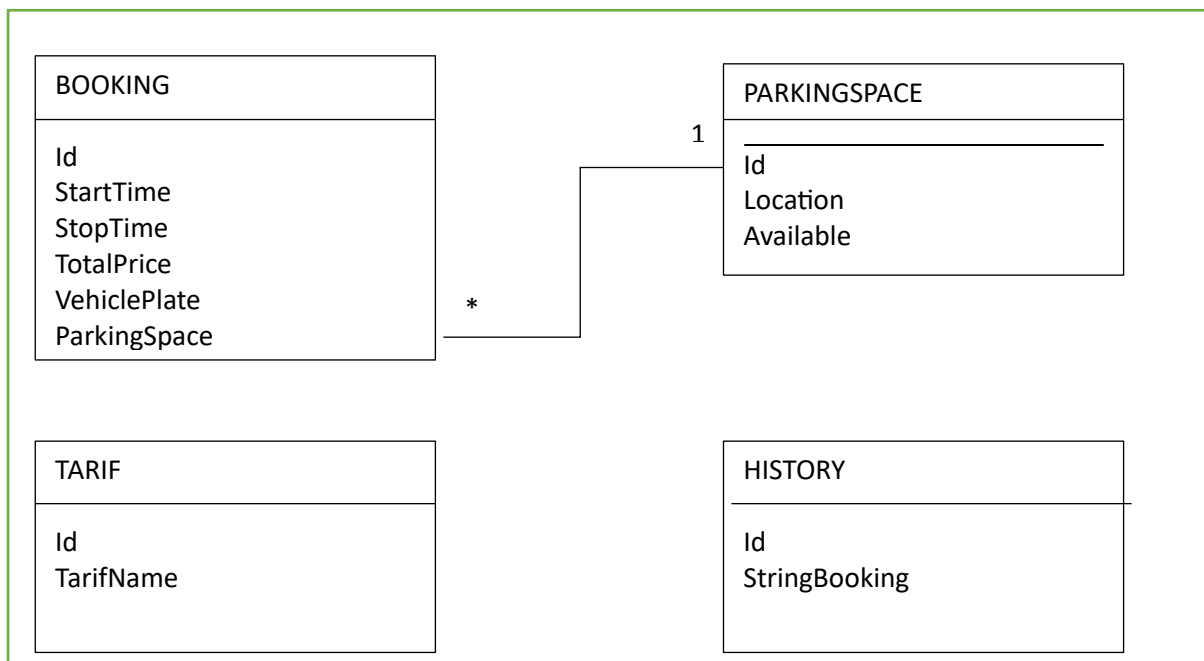 BOOKING
Id
StartTime
StopTime
TotalPrice
VehiclePlate
ParkingSpace
*
1
PARKINGSPACE
Id
Location
Available
TARIF
Id
TarifName
HISTORY
Id
StringBooking